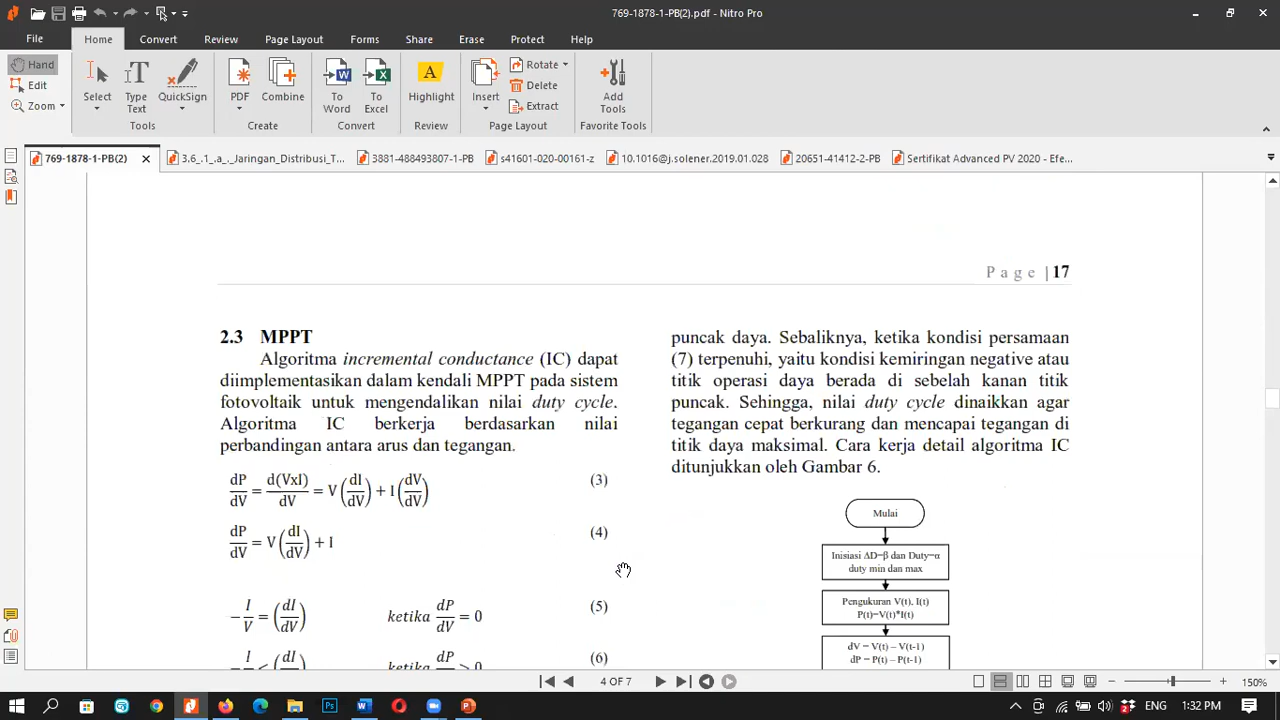 769-1878-1-PB(2).pdf - Nitro Pro
File Home Convert Review Page Layout Forms Share Erase Protect Help
Hand
Edit
Zoom
Select
Type
Text
QuickSign
PDF
Combine
To
Word
To
Excel
A
Highlight
Insert
Rotate
Delete
Extract
Add
Tools
Tools Create Convert Review Page Layout Favorite Tools
769-1878-1-PB(2) 3.6_.1_.a_._Jaringan_Distribusi_T... 3881-488493807-1-PB s41601-020-00161-z 10.1016@j.solener.2019.01.028 20651-41412-2-PB Sertifikat Advanced PV 2020 - Efe...
Page | 17
2.3 MPPT
Algoritma incremental conductance (IC) dapat
diimplementasikan dalam kendali MPPT pada sistem
fotovoltaik untuk mengendalikan nilai duty cycle.
Algoritma IC berkerja berdasarkan nilai
perbandingan antara arus dan tegangan.
dP/dV = d(VxI)/dV = V(dI/dV) + I(dV/dV) (3)
dP/dV = V(dI/dV) + I (4)
−I/V = (dI/dV) ketika dP/dV = 0 (5)
−I/V < (dI/dV) ketika dP/dV > 0 (6)
puncak daya. Sebaliknya, ketika kondisi persamaan
(7) terpenuhi, yaitu kondisi kemiringan negative atau
titik operasi daya berada di sebelah kanan titik
puncak. Sehingga, nilai duty cycle dinaikkan agar
tegangan cepat berkurang dan mencapai tegangan di
titik daya maksimal. Cara kerja detail algoritma IC
ditunjukkan oleh Gambar 6.
Mulai
Inisiasi ΔD=β dan Duty=α
duty min dan max
Pengukuran V(t), I(t)
P(t)=V(t)*I(t)
dV = V(t) – V(t-1)
dP = P(t) – P(t-1)
4 OF 7
150%
1:32 PM